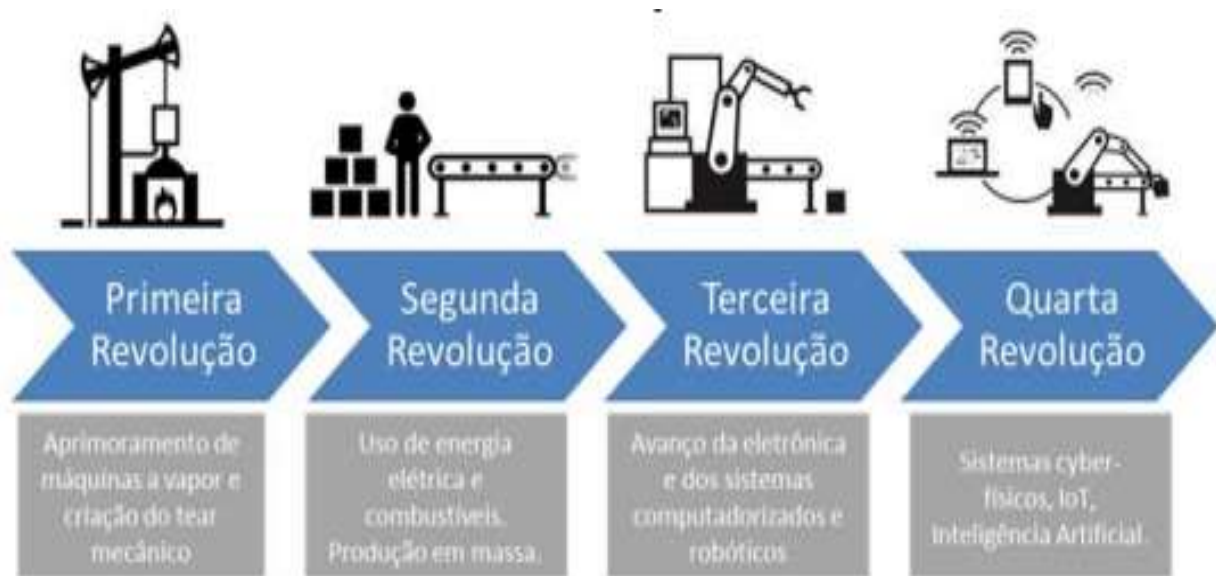 Primeira
Revolução
Segunda
Revolução
Terceira
Revolução
Quarta
Revolução
Aprimoramento de
máquinas a vapor e
criação do tear
mecânico
Uso de energia
elétrica e
combustíveis.
Produção em massa.
Avanço da eletrônica
e dos sistemas
computadorizados e
robóticos
Sistemas cyber-
físicos, IoT,
Inteligência Artificial.